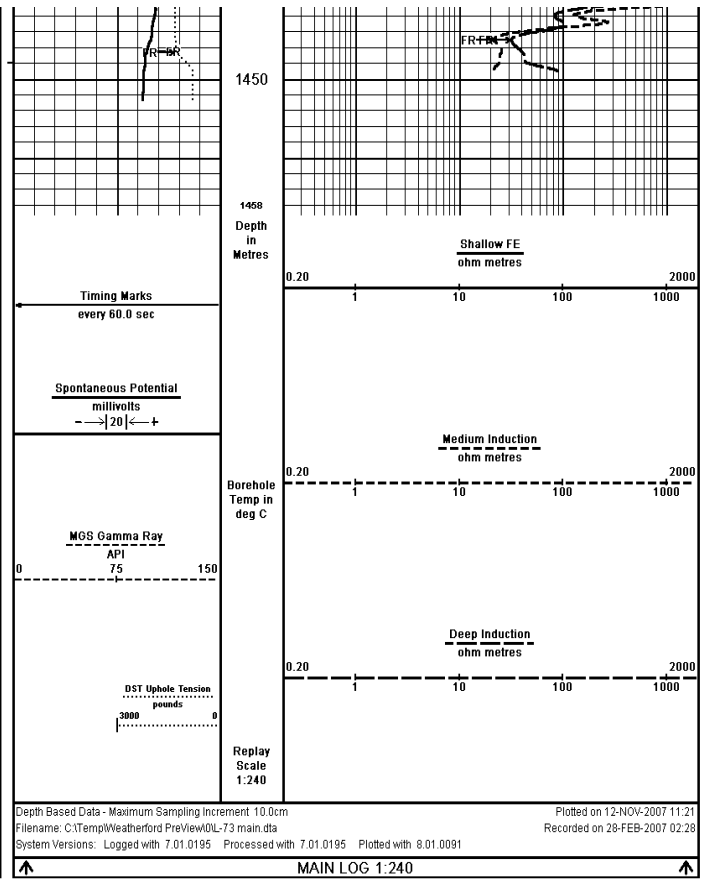 FR FR
FR FR
1450
1458
Depth
in
Metres
Shallow FE
ohm metres
0.20 2000
1 10 100 1000
Timing Marks
every 60.0 sec
Spontaneous Potential
millivolts
- 20 +
Medium Induction
ohm metres
0.20 2000
1 10 100 1000
Borehole
Temp in
deg C
MGS Gamma Ray
API
0 75 150
Deep Induction
ohm metres
0.20 2000
1 10 100 1000
DST Uphole Tension
pounds
3000 0
Replay
Scale
1:240
Depth Based Data - Maximum Sampling Increment 10.0cm Plotted on 12-NOV-2007 11:21
Filename: C:\Temp\Weatherford PreView\0\L-73 main.dta Recorded on 28-FEB-2007 02:28
System Versions: Logged with 7.01.0195 Processed with 7.01.0195 Plotted with 8.01.0091
MAIN LOG 1:240